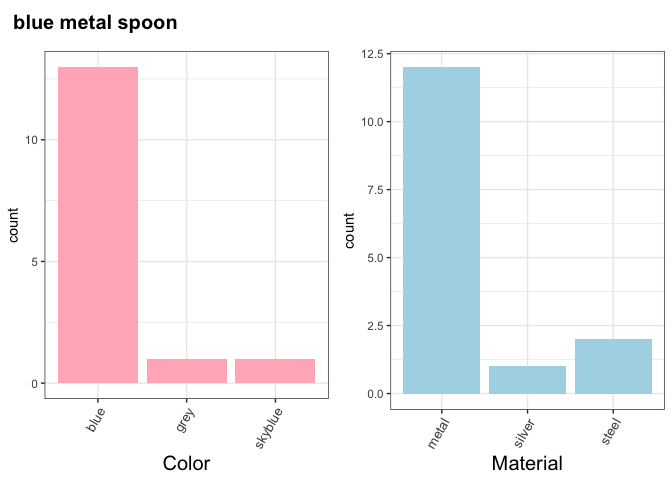 blue metal spoon
count
10
5
0
blue
grey
skyblue
Color
count
12.5
10.0
7.5
5.0
2.5
0.0
metal
silver
steel
Material